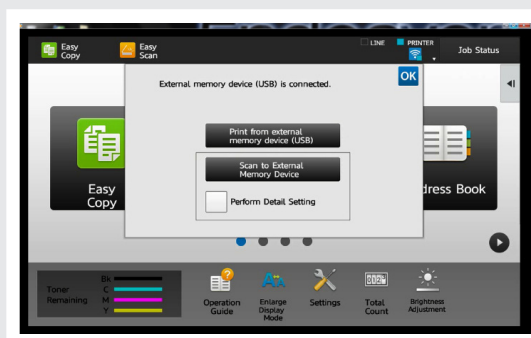 Easy
Copy
Easy
Scan
LINE
PRINTER
Job Status
External memory device (USB) is connected.
OK
Print from external
memory device (USB)
Scan to External
Memory Device
Perform Detail Setting
Easy
Copy
dress Book
Toner
Remaining
Bk
C
M
Y
Operation
Guide
Enlarge
Display
Mode
Settings
Total
Count
Brightness
Adjustment